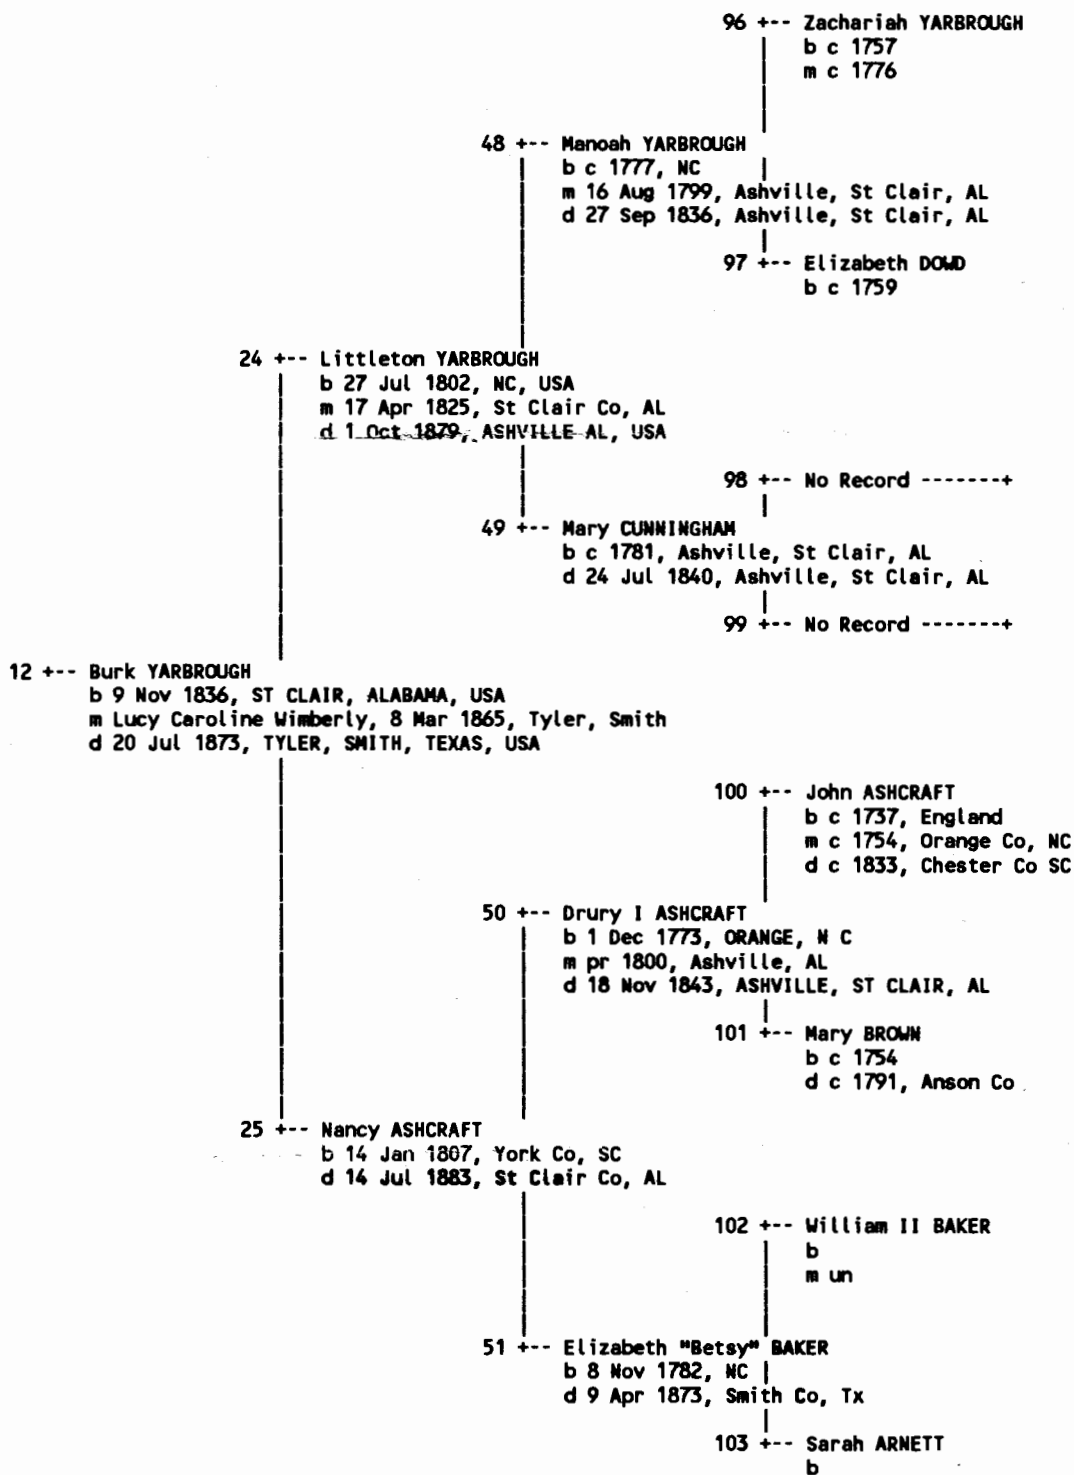 96 +-- Zachariah YARBROUGH
b c 1757
m c 1776
48 +-- Manoah YARBROUGH
b c 1777, NC
m 16 Aug 1799, Ashville, St Clair, AL
d 27 Sep 1836, Ashville, St Clair, AL
97 +-- Elizabeth DOWD
b c 1759
24 +-- Littleton YARBROUGH
b 27 Jul 1802, NC, USA
m 17 Apr 1825, St Clair Co, AL
d 1 Oct 1879, ASHVILLE AL, USA
98 +-- No Record -------+
49 +-- Mary CUNNINGHAM
b c 1781, Ashville, St Clair, AL
d 24 Jul 1840, Ashville, St Clair, AL
99 +-- No Record -------+
12 +-- Burk YARBROUGH
b 9 Nov 1836, ST CLAIR, ALABAMA, USA
m Lucy Caroline Wimberly, 8 Mar 1865, Tyler, Smith
d 20 Jul 1873, TYLER, SMITH, TEXAS, USA
100 +-- John ASHCRAFT
b c 1737, England
m c 1754, Orange Co, NC
d c 1833, Chester Co SC
50 +-- Drury I ASHCRAFT
b 1 Dec 1773, ORANGE, N C
m pr 1800, Ashville, AL
d 18 Nov 1843, ASHVILLE, ST CLAIR, AL
101 +-- Mary BROWN
b c 1754
d c 1791, Anson Co
25 +-- Nancy ASHCRAFT
b 14 Jan 1807, York Co, SC
d 14 Jul 1883, St Clair Co, AL
102 +-- William II BAKER
b
m un
51 +-- Elizabeth "Betsy" BAKER
b 8 Nov 1782, NC
d 9 Apr 1873, Smith Co, Tx
103 +-- Sarah ARNETT
b